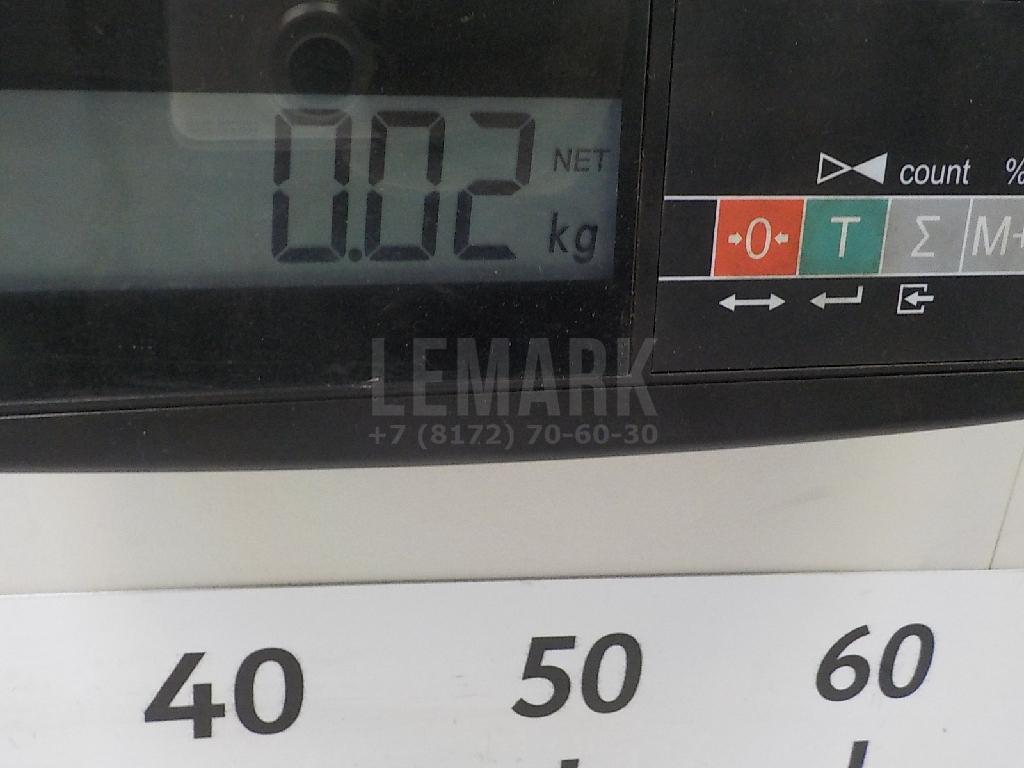 0.02 NET
kg
count %
→0← T Σ M+
LEMARK
+7 (8172) 70-60-30
40 50 60